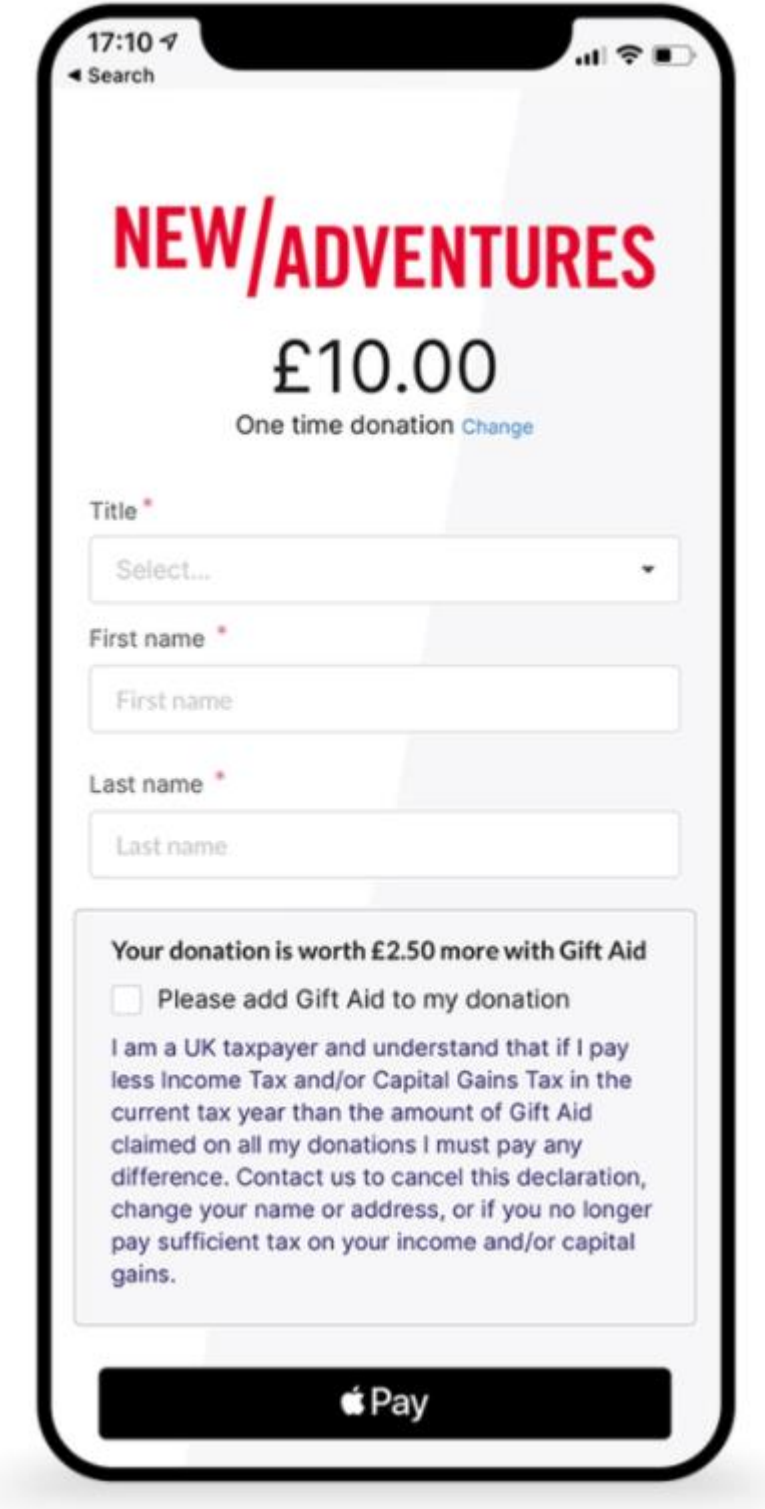 17:10
◀ Search
NEW/ADVENTURES
£10.00
One time donation Change
Title *
Select...
First name *
First name
Last name *
Last name
Your donation is worth £2.50 more with Gift Aid
Please add Gift Aid to my donation
I am a UK taxpayer and understand that if I pay
less Income Tax and/or Capital Gains Tax in the
current tax year than the amount of Gift Aid
claimed on all my donations I must pay any
difference. Contact us to cancel this declaration,
change your name or address, or if you no longer
pay sufficient tax on your income and/or capital
gains.
Pay